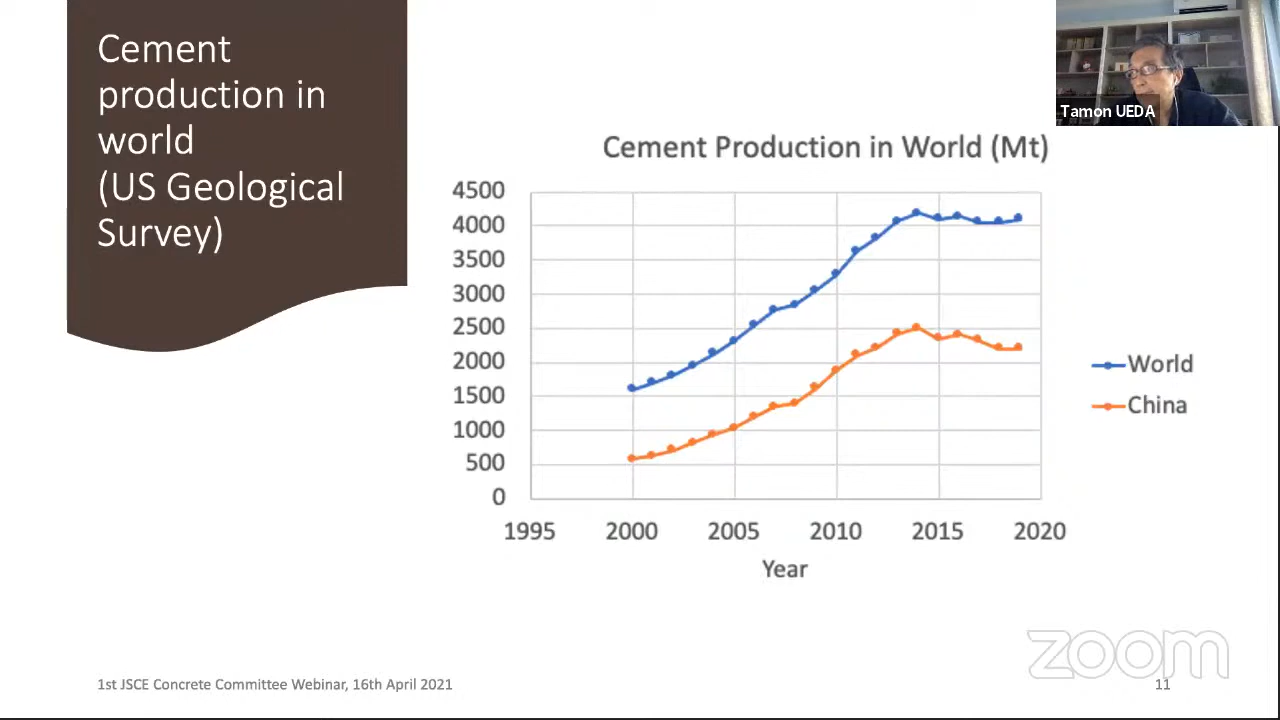 Cement
production in
world
(US Geological
Survey)
Tamon UEDA
Cement Production in World (Mt)
4500
4000
3500
3000
2500
2000
1500
1000
500
0
1995 2000 2005 2010 2015 2020
Year
World
China
zoom
1st JSCE Concrete Committee Webinar, 16th April 2021
11